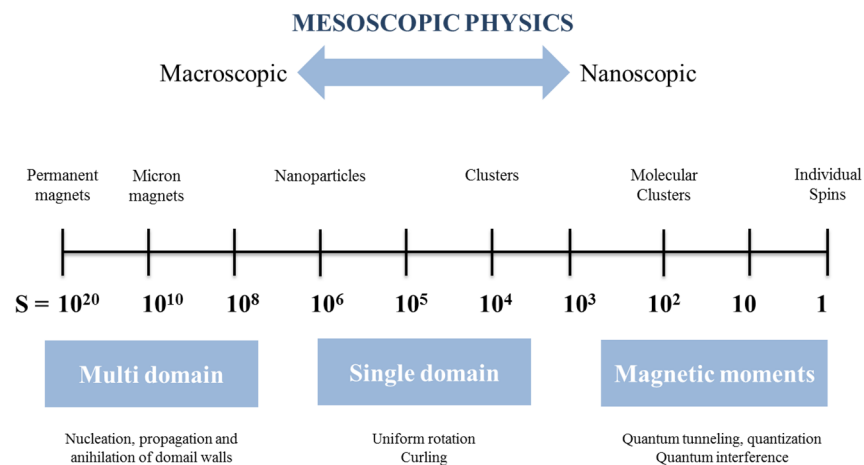 MESOSCOPIC PHYSICS
Macroscopic Nanoscopic
Permanent magnets Micron magnets Nanoparticles Clusters Molecular Clusters Individual Spins
S = 10²⁰ 10¹⁰ 10⁸ 10⁶ 10⁵ 10⁴ 10³ 10² 10 1
Multi domain Single domain Magnetic moments
Nucleation, propagation and
anihilation of domail walls
Uniform rotation
Curling
Quantum tunneling, quantization
Quantum interference